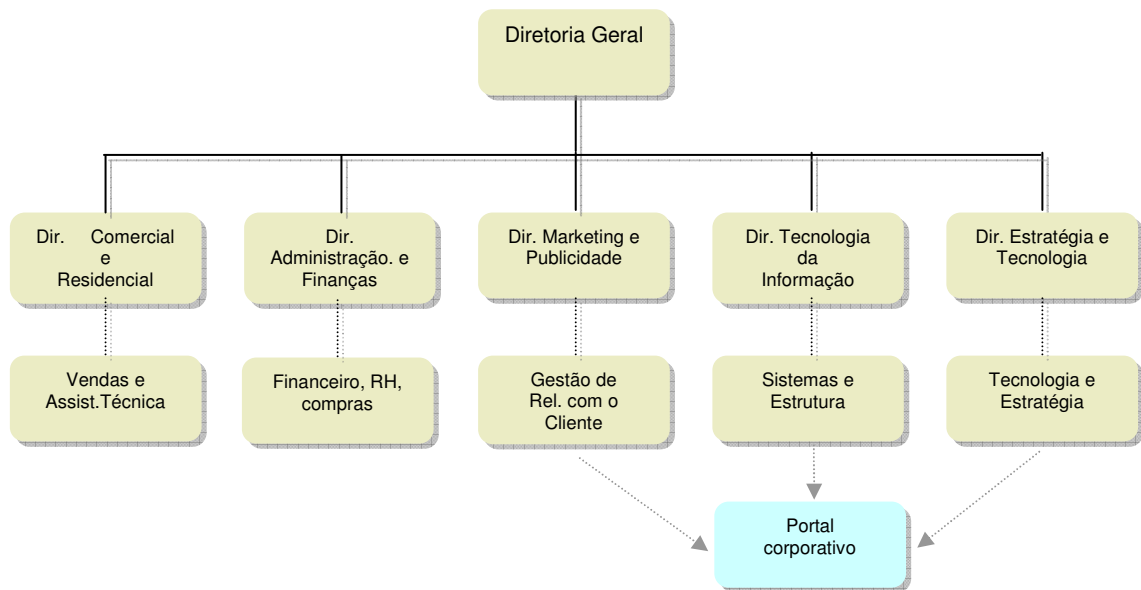 Diretoria Geral
Dir. Comercial
e
Residencial
Dir.
Administração. e
Finanças
Dir. Marketing e
Publicidade
Dir. Tecnologia
da
Informação
Dir. Estratégia e
Tecnologia
Vendas e
Assist.Técnica
Financeiro, RH,
compras
Gestão de
Rel. com o
Cliente
Sistemas e
Estrutura
Tecnologia e
Estratégia
Portal
corporativo